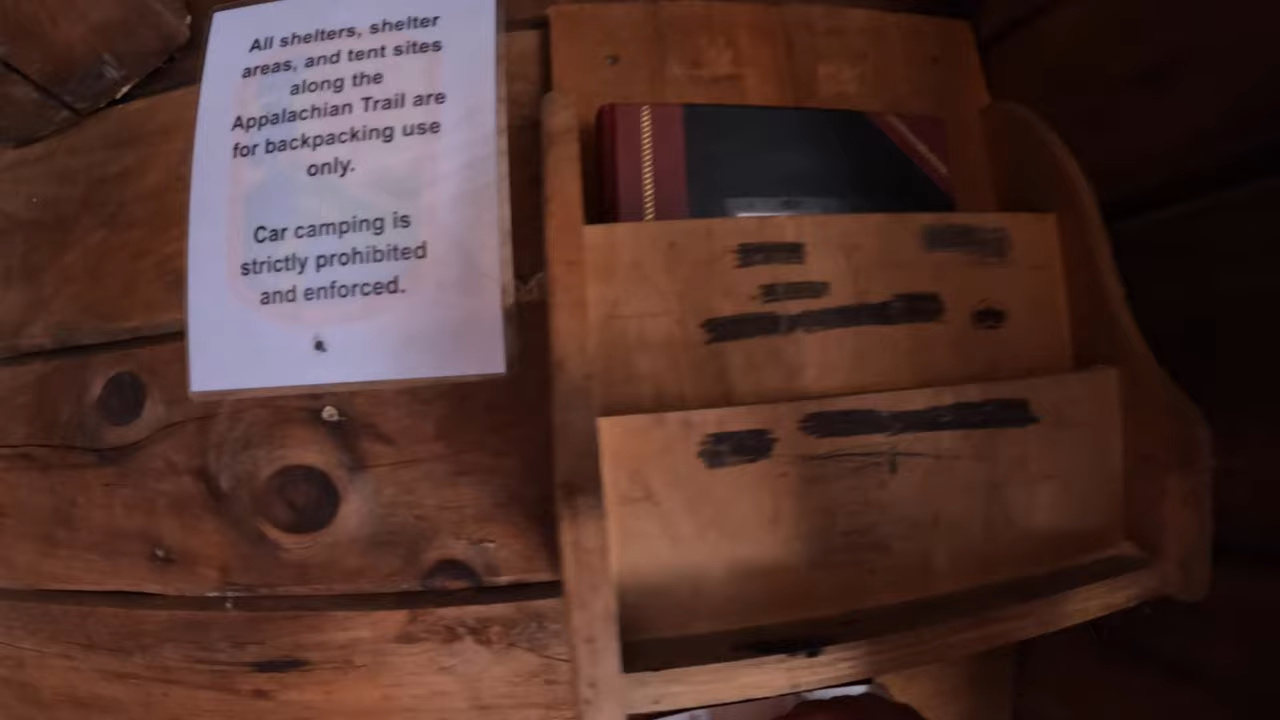 All shelters, shelter
areas, and tent sites
along the
Appalachian Trail are
for backpacking use
only.
Car camping is
strictly prohibited
and enforced.